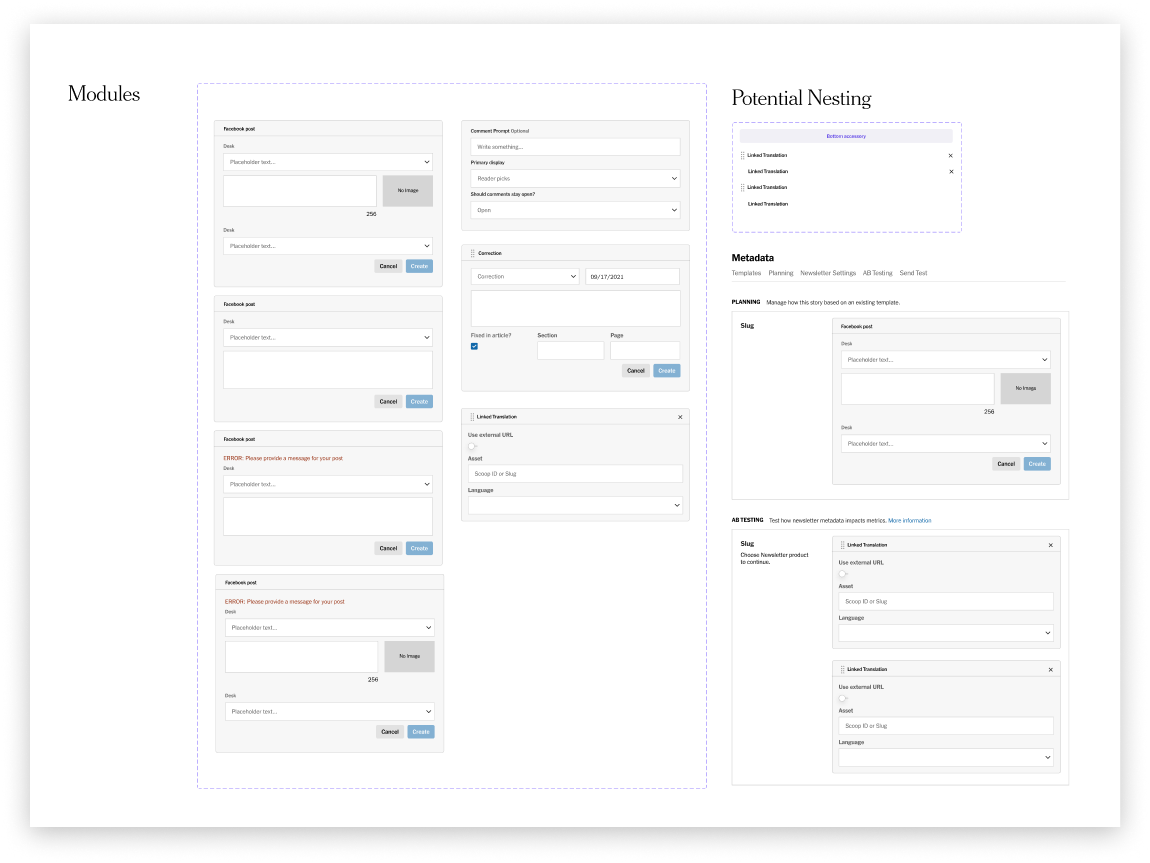 Modules
Facebook post
Desk
Placeholder text...
No Image
256
Desk
Placeholder text...
Cancel Create
Facebook post
Desk
Placeholder text...
Cancel Create
Facebook post
ERROR: Please provide a message for your post
Desk
Placeholder text...
Cancel Create
Facebook post
ERROR: Please provide a message for your post
Desk
Placeholder text...
No Image
256
Desk
Placeholder text...
Cancel Create
Comment Prompt Optional
Write something...
Primary display
Reader picks
Should comments stay open?
Open
Correction
Correction 09/17/2021
Fixed in article? Section Page
Cancel Create
Linked Translation
Use external URL
Asset
Scoop ID or Slug
Language
Potential Nesting
Bottom accessory
Linked Translation
Linked Translation
Linked Translation
Linked Translation
Metadata
Templates Planning Newsletter Settings AB Testing Send Test
PLANNING Manage how this story based on an existing template.
Slug
Facebook post
Desk
Placeholder text...
No Image
256
Desk
Placeholder text...
Cancel Create
AB TESTING Test how newsletter metadata impacts metrics. More information
Slug
Choose Newsletter product
to continue.
Linked Translation
Use external URL
Asset
Scoop ID or Slug
Language
Linked Translation
Use external URL
Asset
Scoop ID or Slug
Language